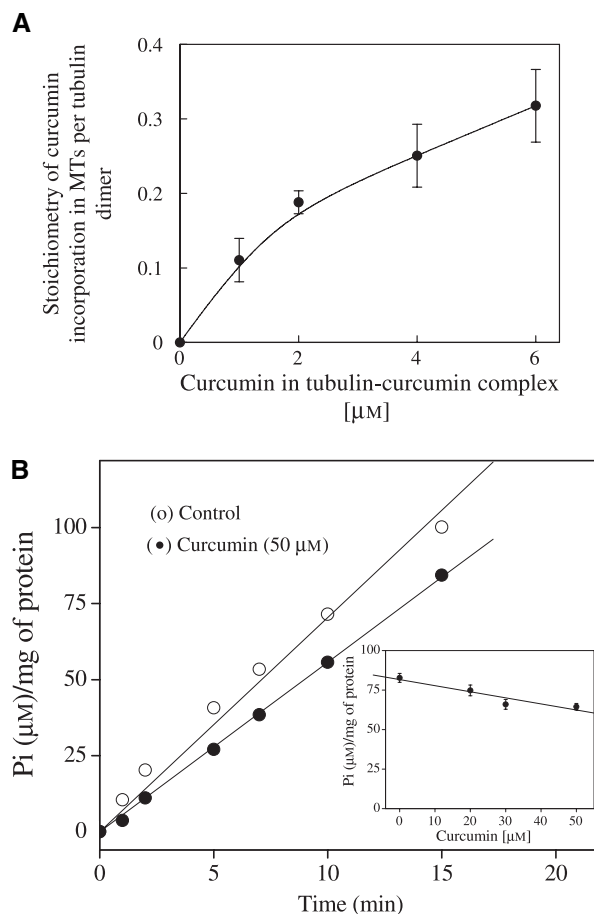 A
Stoichiometry of curcumin
incorporation in MTs per tubulin
dimer
0.4
0.3
0.2
0.1
0
0
2
4
6
Curcumin in tubulin-curcumin complex
[µM]
B
(o) Control
(•) Curcumin (50 µM)
Pi (µM)/mg of protein
100
75
50
25
0
0
5
10
15
20
Time (min)
Pi (µM)/mg of protein
100
75
50
25
0
0
10
20
30
40
50
Curcumin [µM]